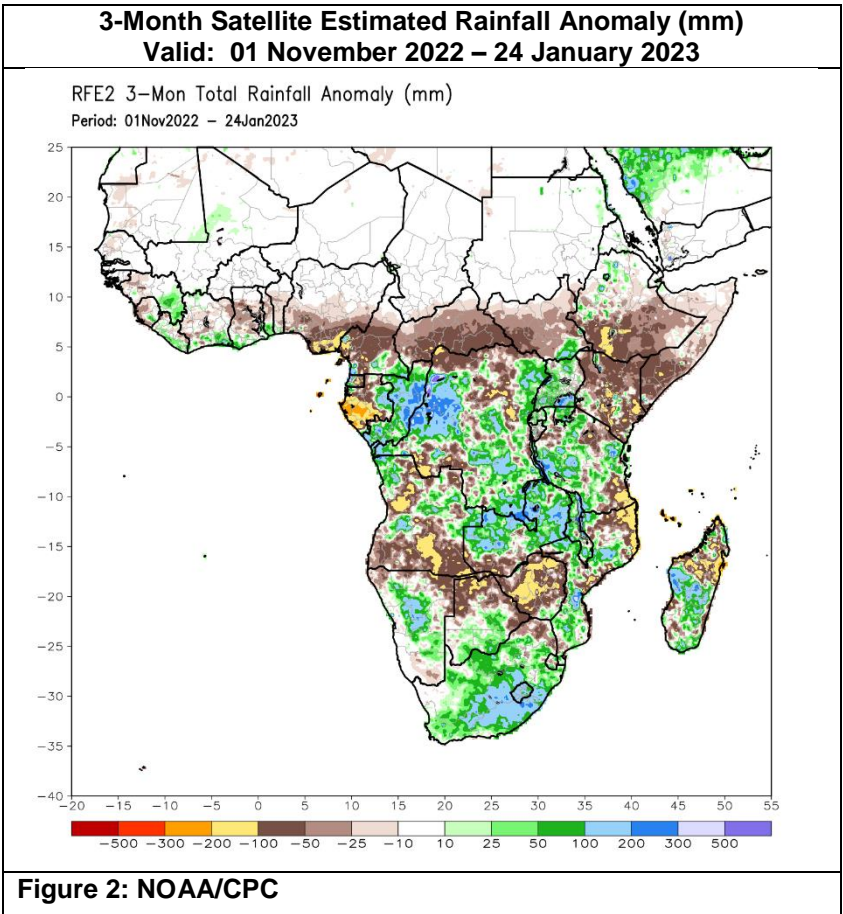 3-Month Satellite Estimated Rainfall Anomaly (mm)
Valid: 01 November 2022 – 24 January 2023
RFE2 3-Mon Total Rainfall Anomaly (mm)
Period: 01Nov2022 – 24Jan2023
25
20
15
10
5
0
−5
−10
−15
−20
−25
−30
−35
−40
−20 −15 −10 −5 0 5 10 15 20 25 30 35 40 45 50 55
−500 −300 −200 −100 −50 −25 −10 10 25 50 100 200 300 500
Figure 2: NOAA/CPC